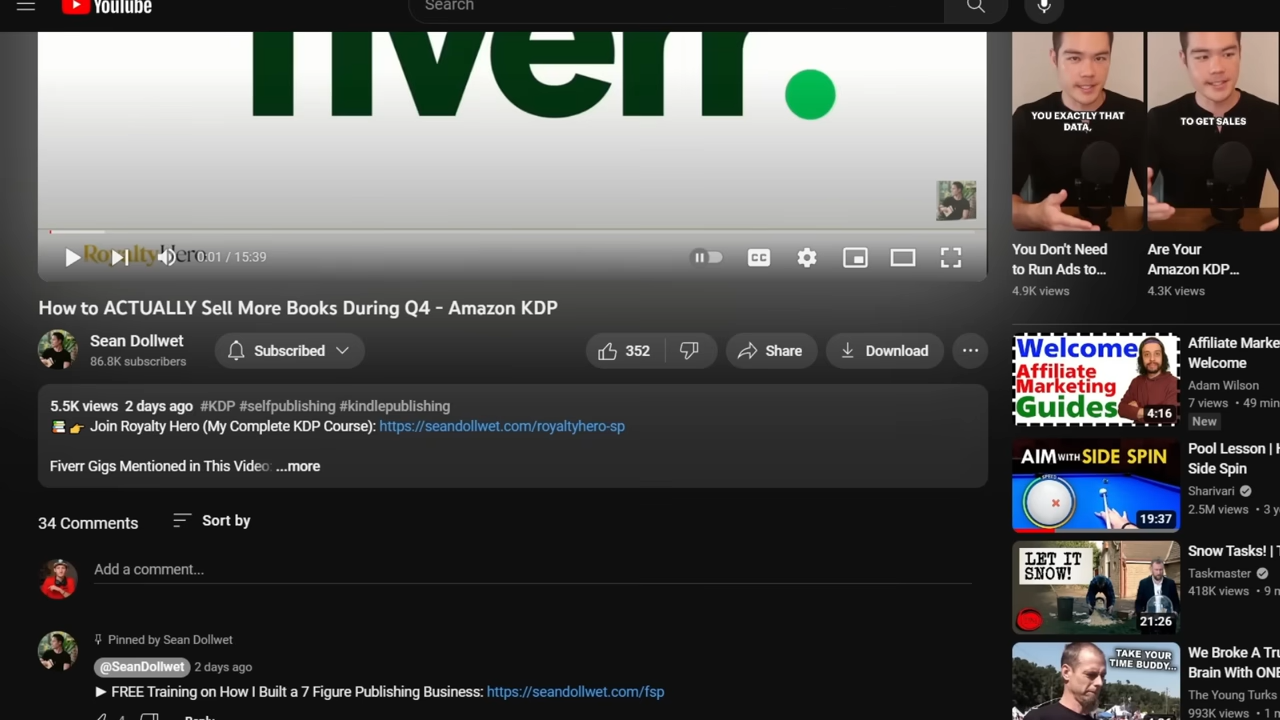 YouTube
Search
fiverr.
RoyaltyHero
0:01 / 15:39
CC
How to ACTUALLY Sell More Books During Q4 - Amazon KDP
Sean Dollwet
86.8K subscribers
Subscribed
352
Share
Download
5.5K views 2 days ago #KDP #selfpublishing #kindlepublishing
Join Royalty Hero (My Complete KDP Course): https://seandollwet.com/royaltyhero-sp
Fiverr Gigs Mentioned in This Video: ...more
34 Comments
Sort by
Add a comment...
Pinned by Sean Dollwet
@SeanDollwet 2 days ago
► FREE Training on How I Built a 7 Figure Publishing Business: https://seandollwet.com/fsp
4
Reply
YOU EXACTLY THAT
DATA,
TO GET SALES
You Don't Need
to Run Ads to...
4.9K views
Are Your
Amazon KDP...
4.3K views
Welcome
Affiliate
Marketing
Guides
4:16
Affiliate Marke
Welcome
Adam Wilson
7 views • 49 min
New
AIM WITH SIDE SPIN
SPEED
19:37
Pool Lesson | H
Side Spin
Sharivari
2.5M views • 3 y
LET IT
SNOW!
21:26
Snow Tasks! | T
Taskmaster
418K views • 9 m
TAKE YOUR
TIME BUDDY...
We Broke A Tru
Brain With ONE
The Young Turks
993K views • 1 m